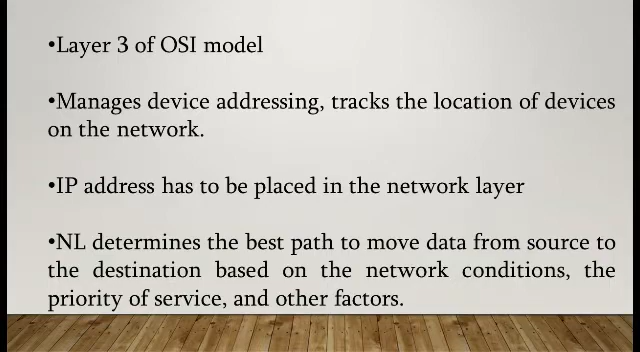 •Layer 3 of OSI model
•Manages device addressing, tracks the location of devices
on the network.
•IP address has to be placed in the network layer
•NL determines the best path to move data from source to
the destination based on the network conditions, the
priority of service, and other factors.